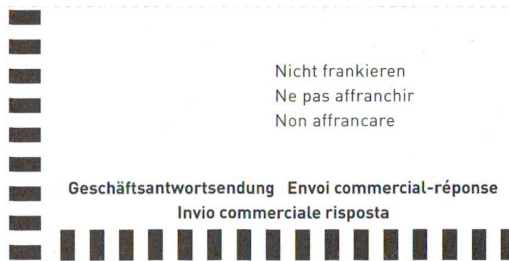 Nicht frankieren
Ne pas affranchir
Non affrancare
Geschäftsantwortsendung Envoi commercial-réponse
Invio commerciale risposta